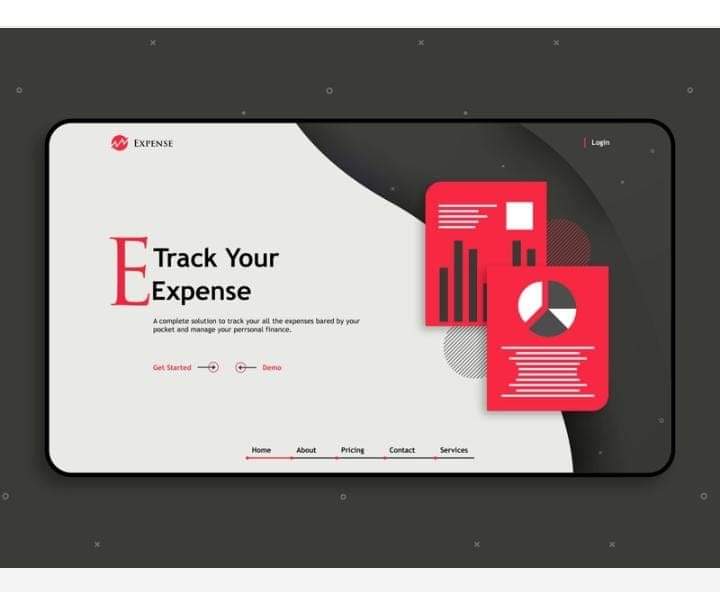 EXPENSE
Login
E
Track Your
Expense
A complete solution to track your all the expenses bared by your
pocket and manage your perrsonal finance.
Get Started
Demo
Home About Pricing Contact Services